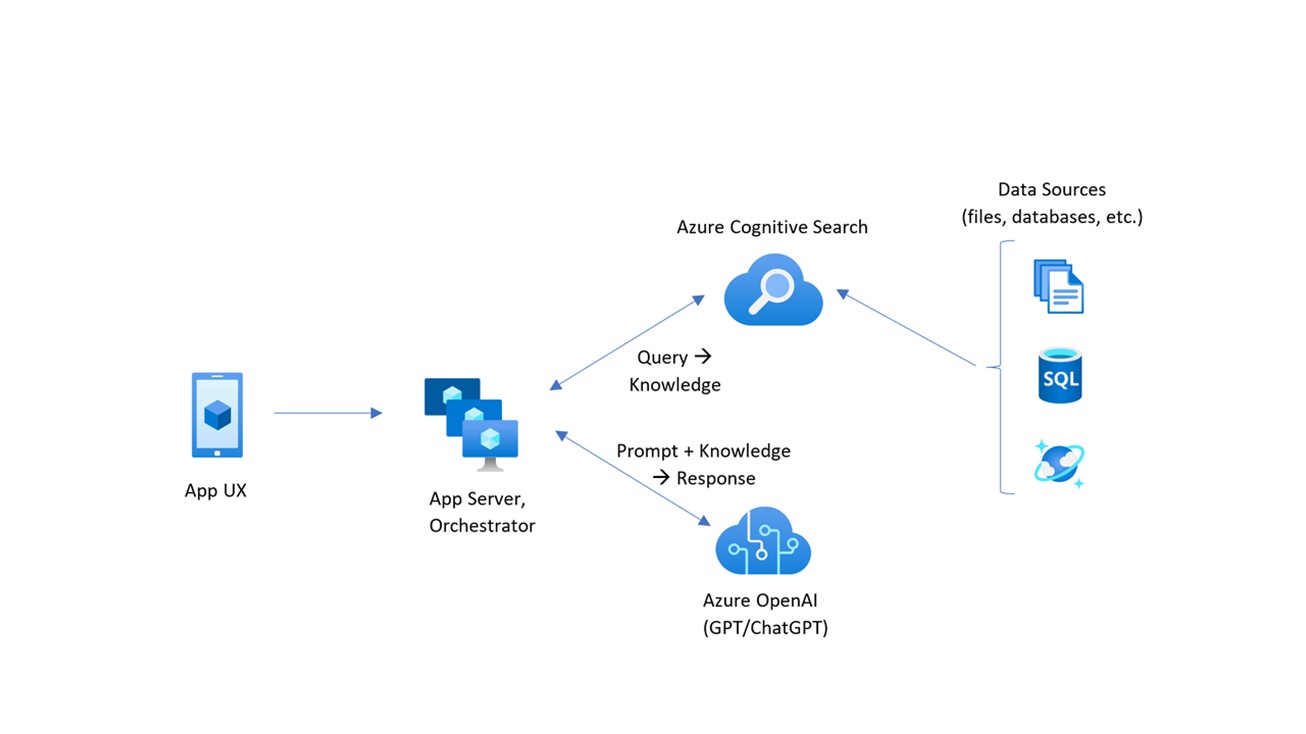 Data Sources
(files, databases, etc.)
Azure Cognitive Search
Query →
Knowledge
SQL
App UX
Prompt + Knowledge
→ Response
App Server,
Orchestrator
Azure OpenAI
(GPT/ChatGPT)